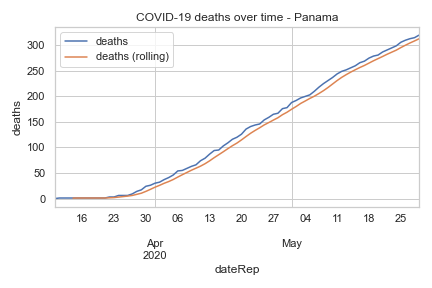 COVID-19 deaths over time - Panama
deaths
deaths (rolling)
300
250
200
150
100
50
0
deaths
16 23 30 06 13 20 27 04 11 18 25
Apr May
2020
dateRep